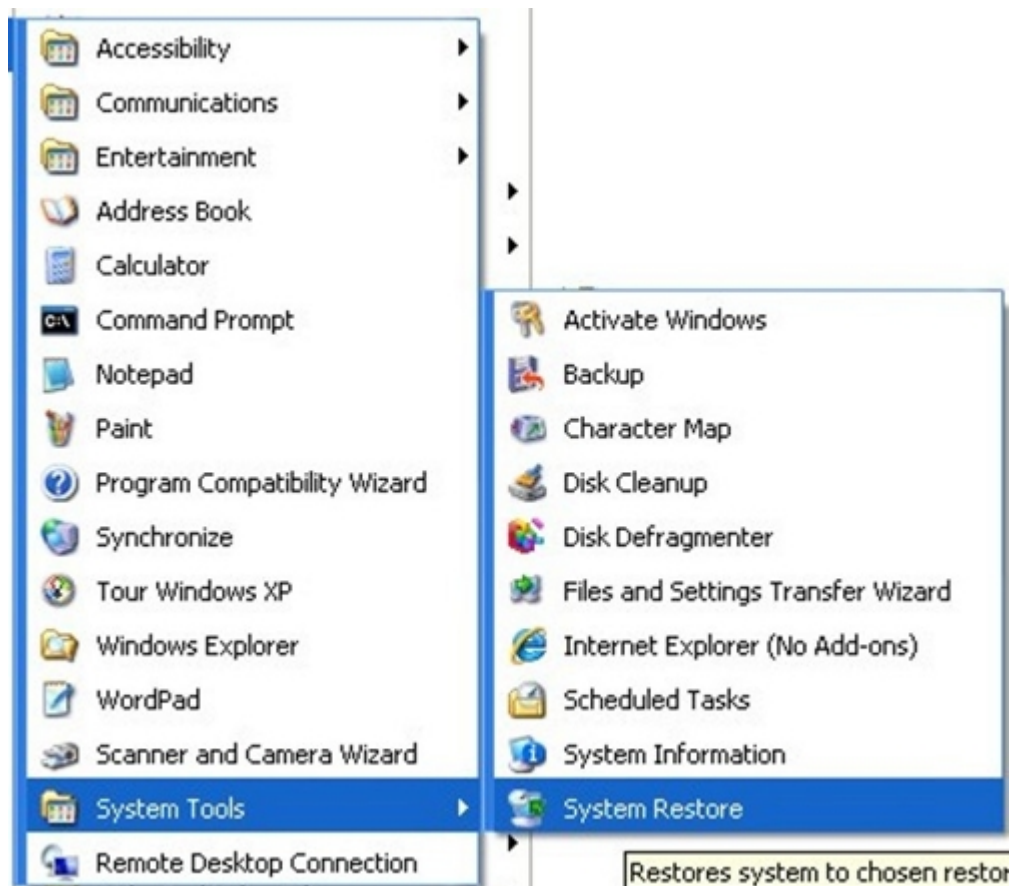 Accessibility
Communications
Entertainment
Address Book
Calculator
Command Prompt
Notepad
Paint
Program Compatibility Wizard
Synchronize
Tour Windows XP
Windows Explorer
WordPad
Scanner and Camera Wizard
System Tools
Remote Desktop Connection
Activate Windows
Backup
Character Map
Disk Cleanup
Disk Defragmenter
Files and Settings Transfer Wizard
Internet Explorer (No Add-ons)
Scheduled Tasks
System Information
System Restore
Restores system to chosen restor